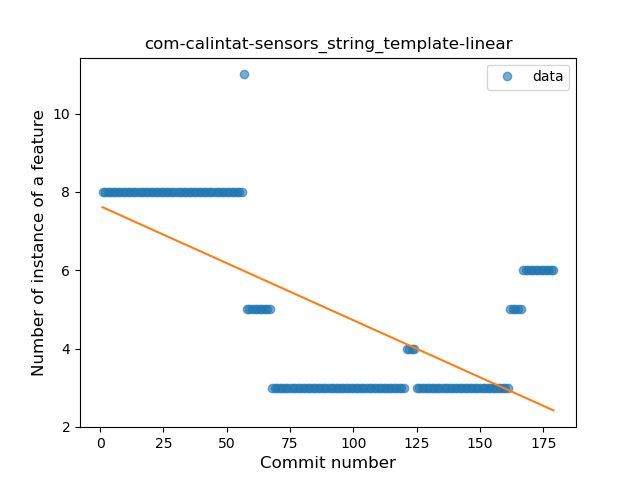 com-calintat-sensors_string_template-linear
data
Number of instance of a feature
10
8
6
4
2
0 25 50 75 100 125 150 175
Commit number